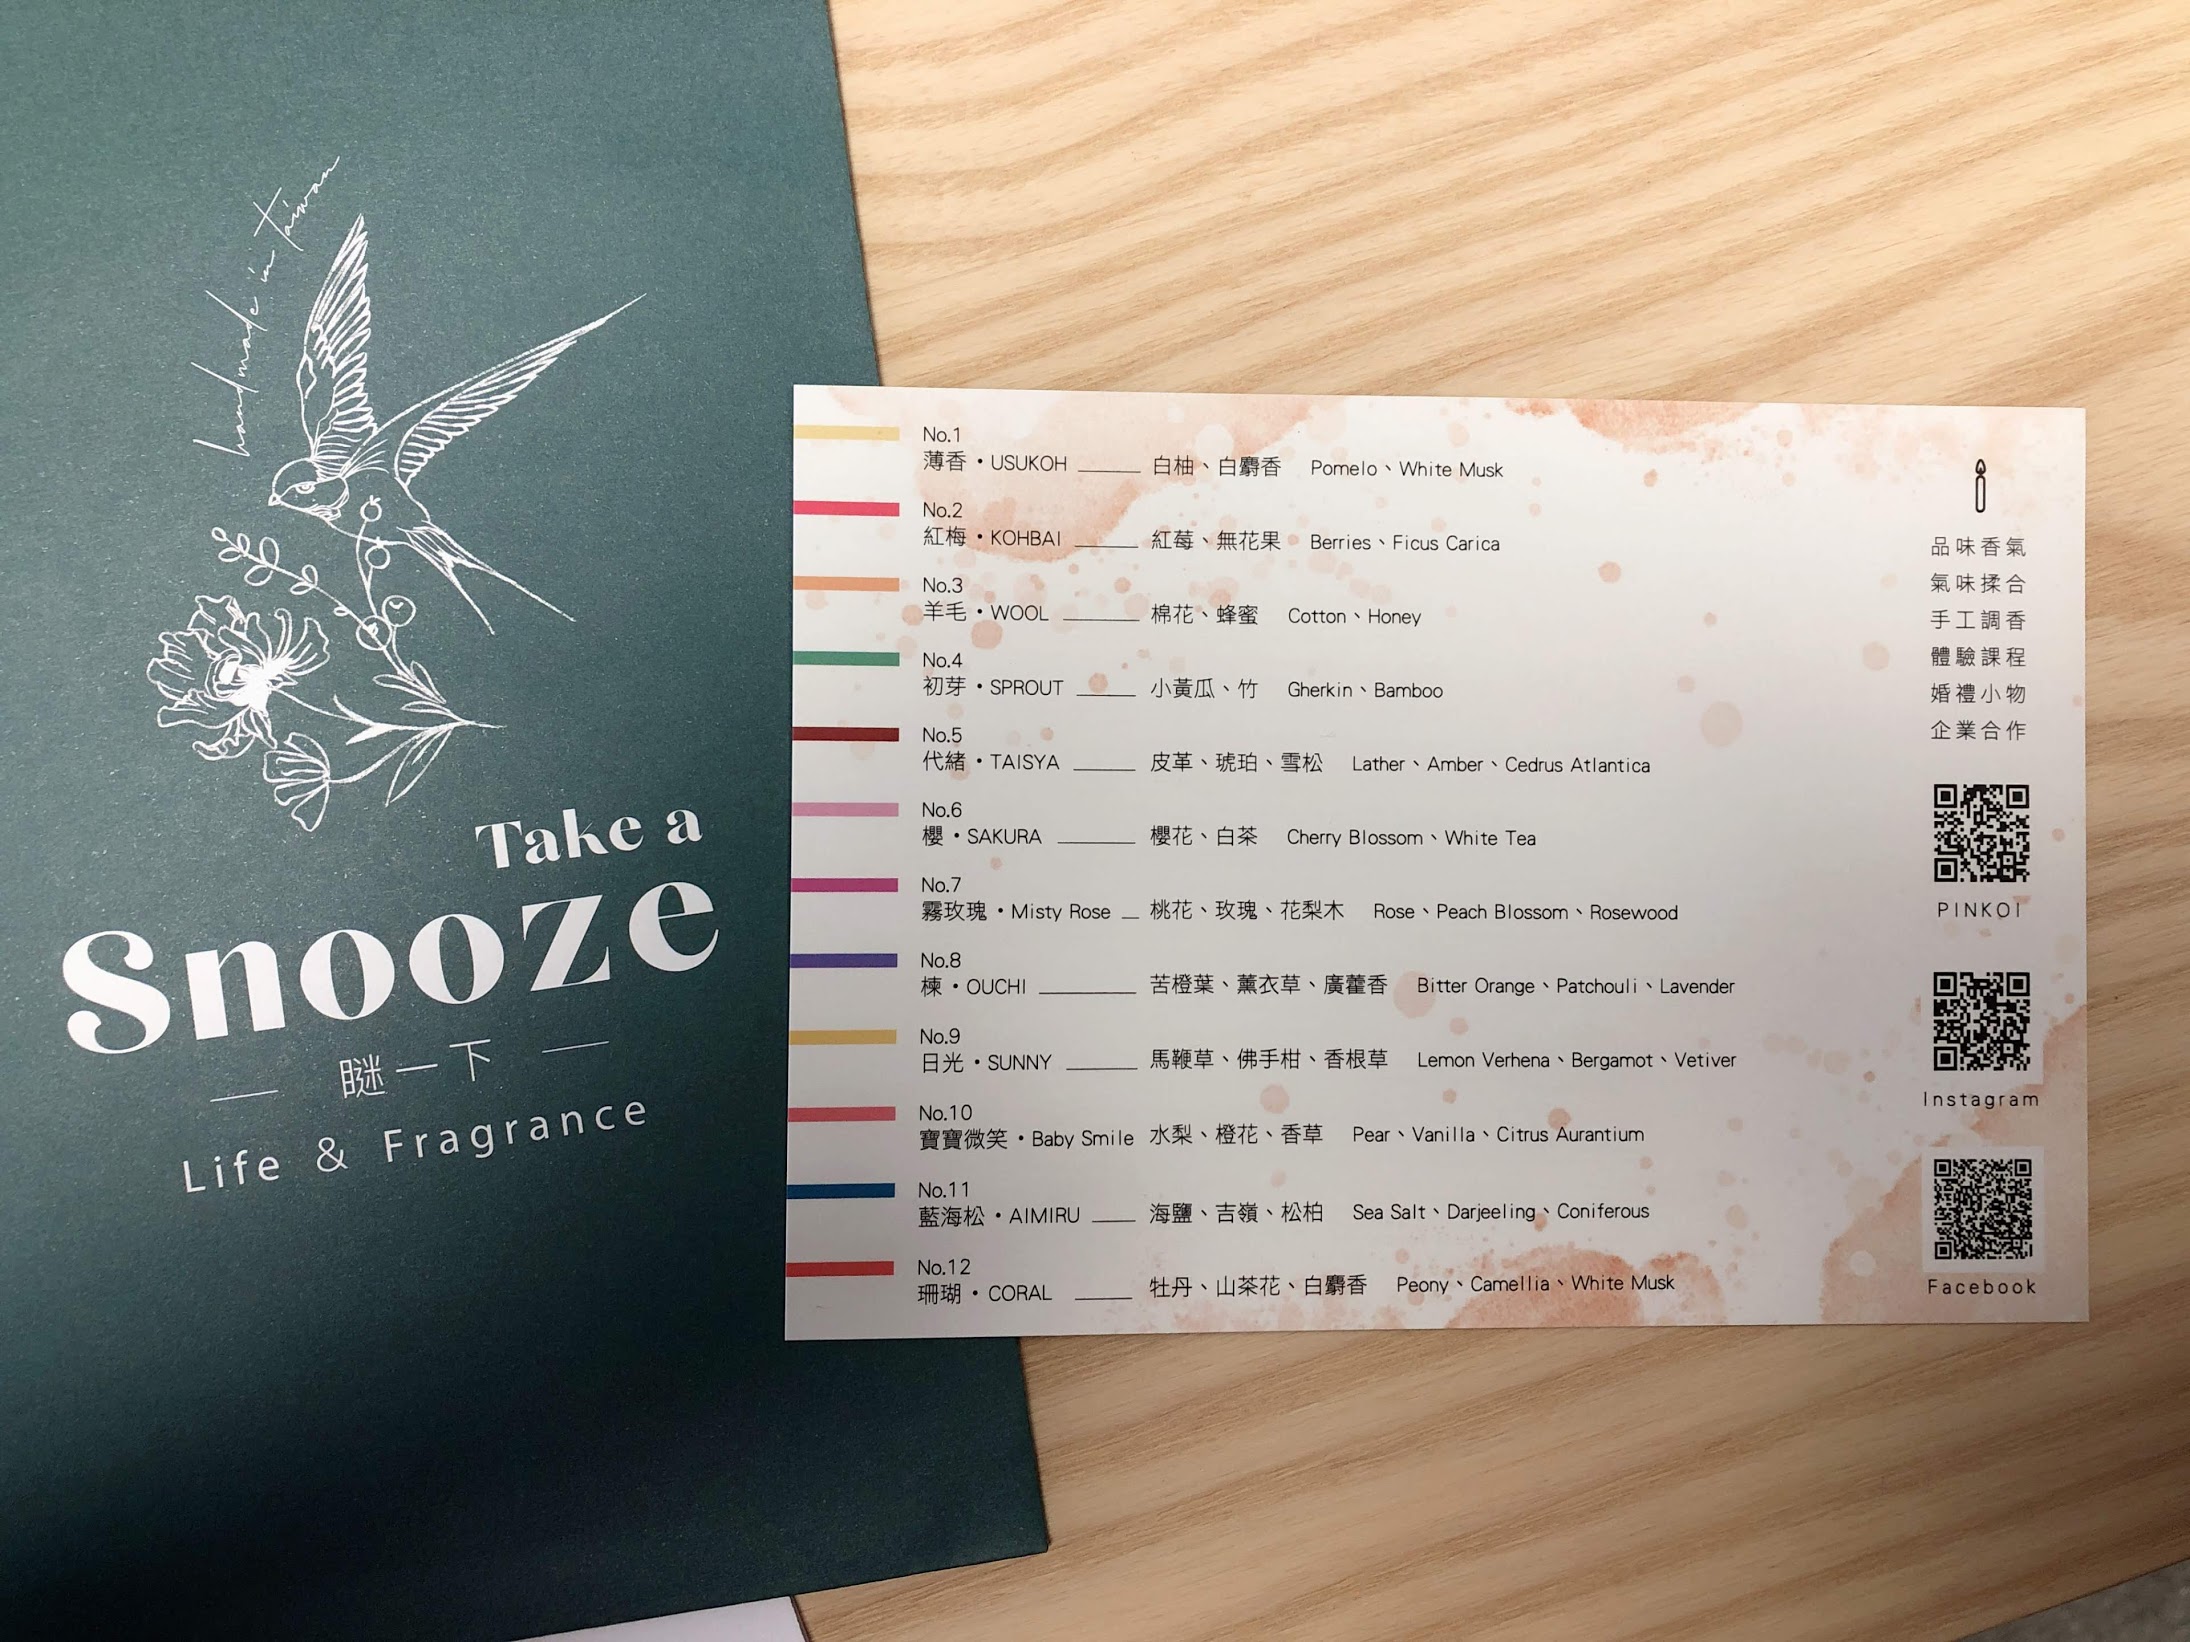 handmade in Taiwan
Take a
Snooze
瞇一下
Life & Fragrance
No.1
薄香・USUKOH 白柚、白麝香 Pomelo、White Musk
No.2
紅梅・KOHBAI 紅莓、無花果 Berries、Ficus Carica
No.3
羊毛・WOOL 棉花、蜂蜜 Cotton、Honey
No.4
初芽・SPROUT 小黃瓜、竹 Gherkin、Bamboo
No.5
代緒・TAISYA 皮革、琥珀、雪松 Lather、Amber、Cedrus Atlantica
No.6
櫻・SAKURA 櫻花、白茶 Cherry Blossom、White Tea
No.7
霧玫瑰・Misty Rose 桃花、玫瑰、花梨木 Rose、Peach Blossom、Rosewood
No.8
楝・OUCHI 苦橙葉、薰衣草、廣藿香 Bitter Orange、Patchouli、Lavender
No.9
日光・SUNNY 馬鞭草、佛手柑、香根草 Lemon Verhena、Bergamot、Vetiver
No.10
寶寶微笑・Baby Smile 水梨、橙花、香草 Pear、Vanilla、Citrus Aurantium
No.11
藍海松・AIMIRU 海鹽、吉嶺、松柏 Sea Salt、Darjeeling、Coniferous
No.12
珊瑚・CORAL 牡丹、山茶花、白麝香 Peony、Camellia、White Musk
品味香氣
氣味揉合
手工調香
體驗課程
婚禮小物
企業合作
PINKOI
Instagram
Facebook